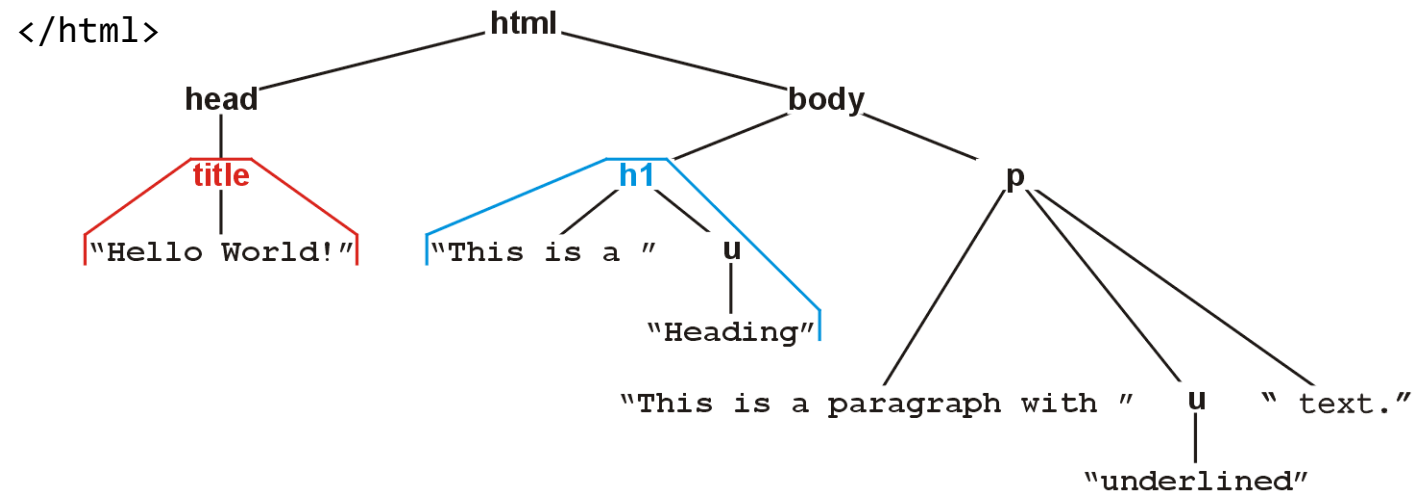 </html>
html
head body
title h1 p
“Hello World!” “This is a ” u
“Heading”
“This is a paragraph with ” u “ text.”
“underlined”